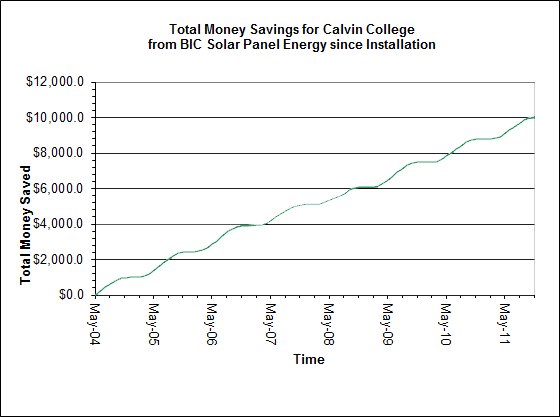 Total Money Savings for Calvin College
from BIC Solar Panel Energy since Installation
Total Money Saved
$12,000.0
$10,000.0
$8,000.0
$6,000.0
$4,000.0
$2,000.0
$0.0
May-04
May-05
May-06
May-07
May-08
May-09
May-10
May-11
Time